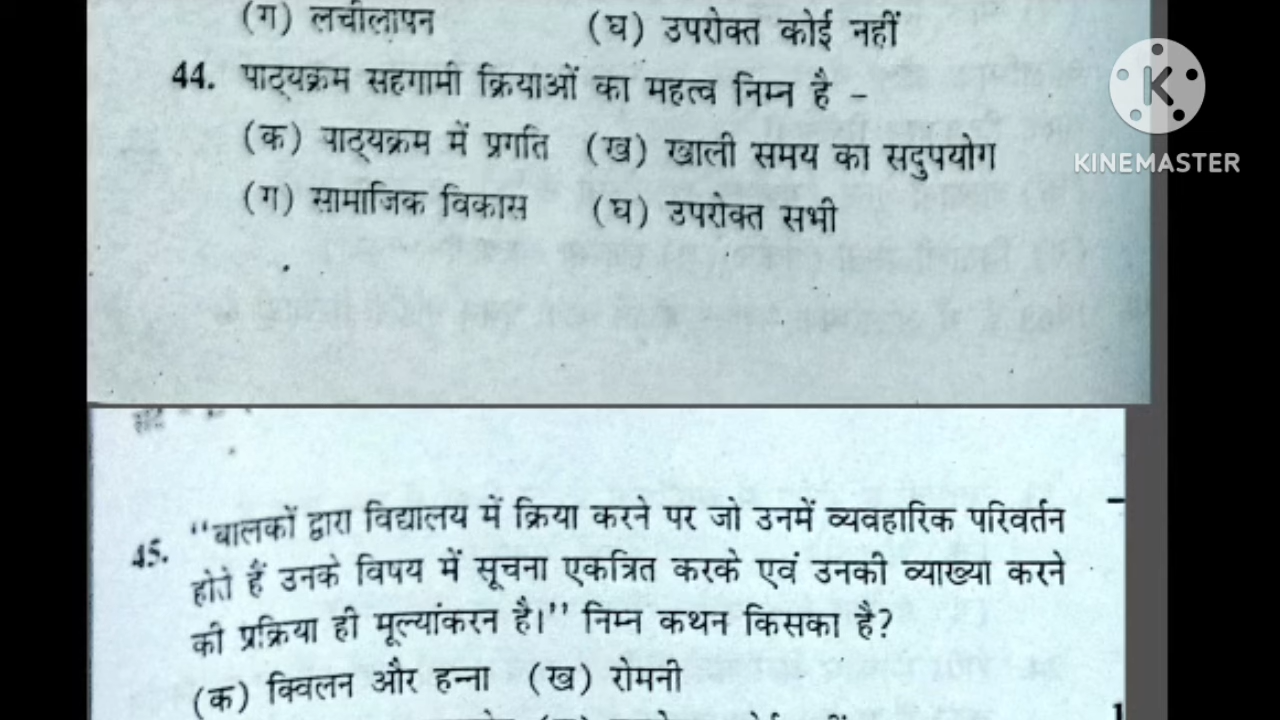 (ग) लचीलापन (घ) उपरोक्त कोई नहीं
44. पाठ्यक्रम सहगामी क्रियाओं का महत्व निम्न है –
(क) पाठ्यक्रम में प्रगति (ख) खाली समय का सदुपयोग
(ग) सामाजिक विकास (घ) उपरोक्त सभी
KINEMASTER
45. "बालकों द्वारा विद्यालय में क्रिया करने पर जो उनमें व्यवहारिक परिवर्तन
होते हैं उनके विषय में सूचना एकत्रित करके एवं उनकी व्याख्या करने
की प्रक्रिया ही मूल्यांकरन है।" निम्न कथन किसका है?
(क) क्विलन और हन्ना (ख) रोमनी